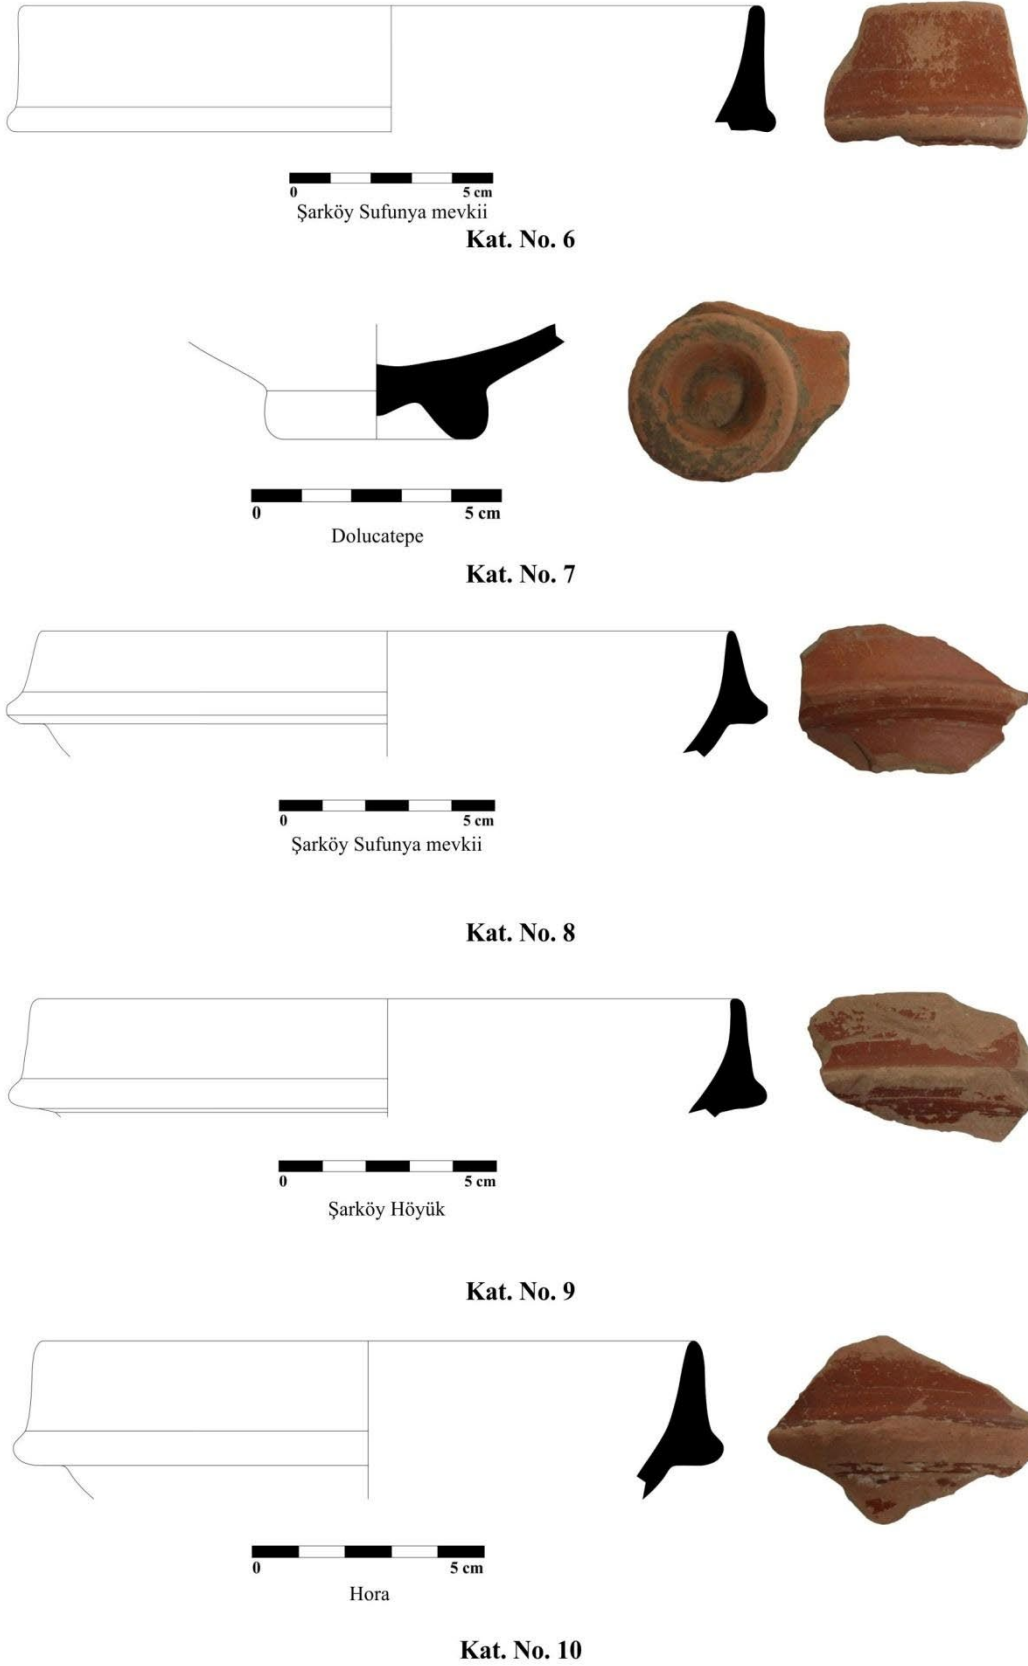 0 5 cm
Şarköy Sufunya mevkii
Kat. No. 6
0 5 cm
Dolucatepe
Kat. No. 7
0 5 cm
Şarköy Sufunya mevkii
Kat. No. 8
0 5 cm
Şarköy Höyük
Kat. No. 9
0 5 cm
Hora
Kat. No. 10